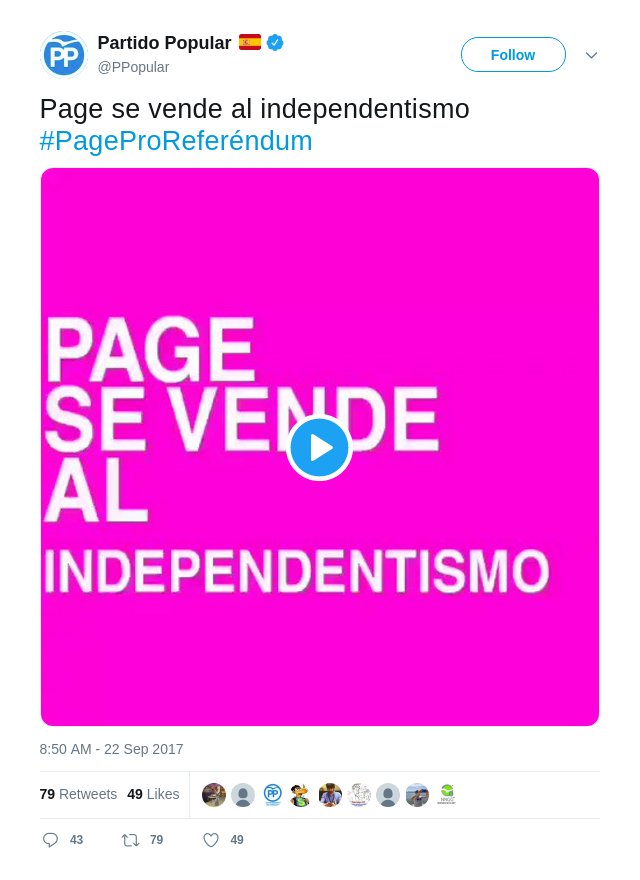 Partido Popular
@PPopular
Follow
Page se vende al independentismo
#PageProReferéndum
PAGE
SE VENDE
AL
INDEPENDENTISMO
8:50 AM - 22 Sep 2017
79 Retweets 49 Likes
43 79 49